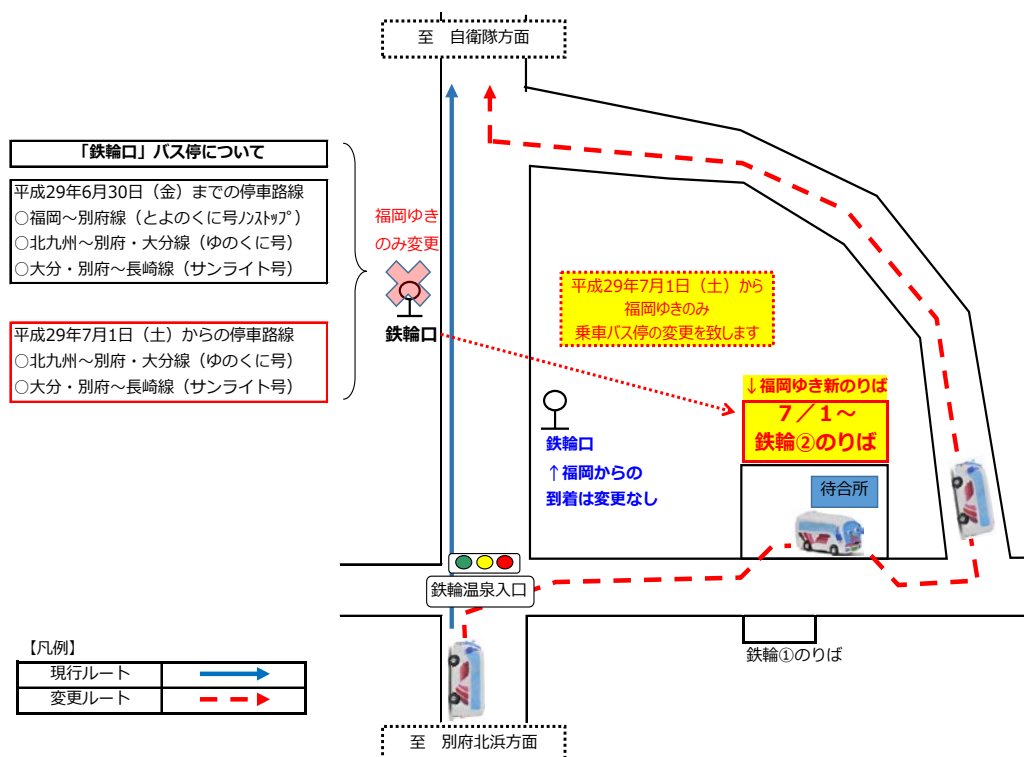 至　自衛隊方面
「鉄輪口」バス停について
平成29年6月30日（金）までの停車路線
○福岡～別府線（とよのくに号ﾉﾝｽﾄｯﾌﾟ）
○北九州～別府・大分線（ゆのくに号）
○大分・別府～長崎線（サンライト号）
平成29年7月1日（土）からの停車路線
○北九州～別府・大分線（ゆのくに号）
○大分・別府～長崎線（サンライト号）
福岡ゆき
のみ変更
鉄輪口
平成29年7月1日（土）から
福岡ゆきのみ
乗車バス停の変更を致します
↓福岡ゆき新のりば
７／１～
鉄輪②のりば
鉄輪口
↑福岡からの
到着は変更なし
待合所
鉄輪温泉入口
鉄輪①のりば
【凡例】
現行ルート
変更ルート
至　別府北浜方面